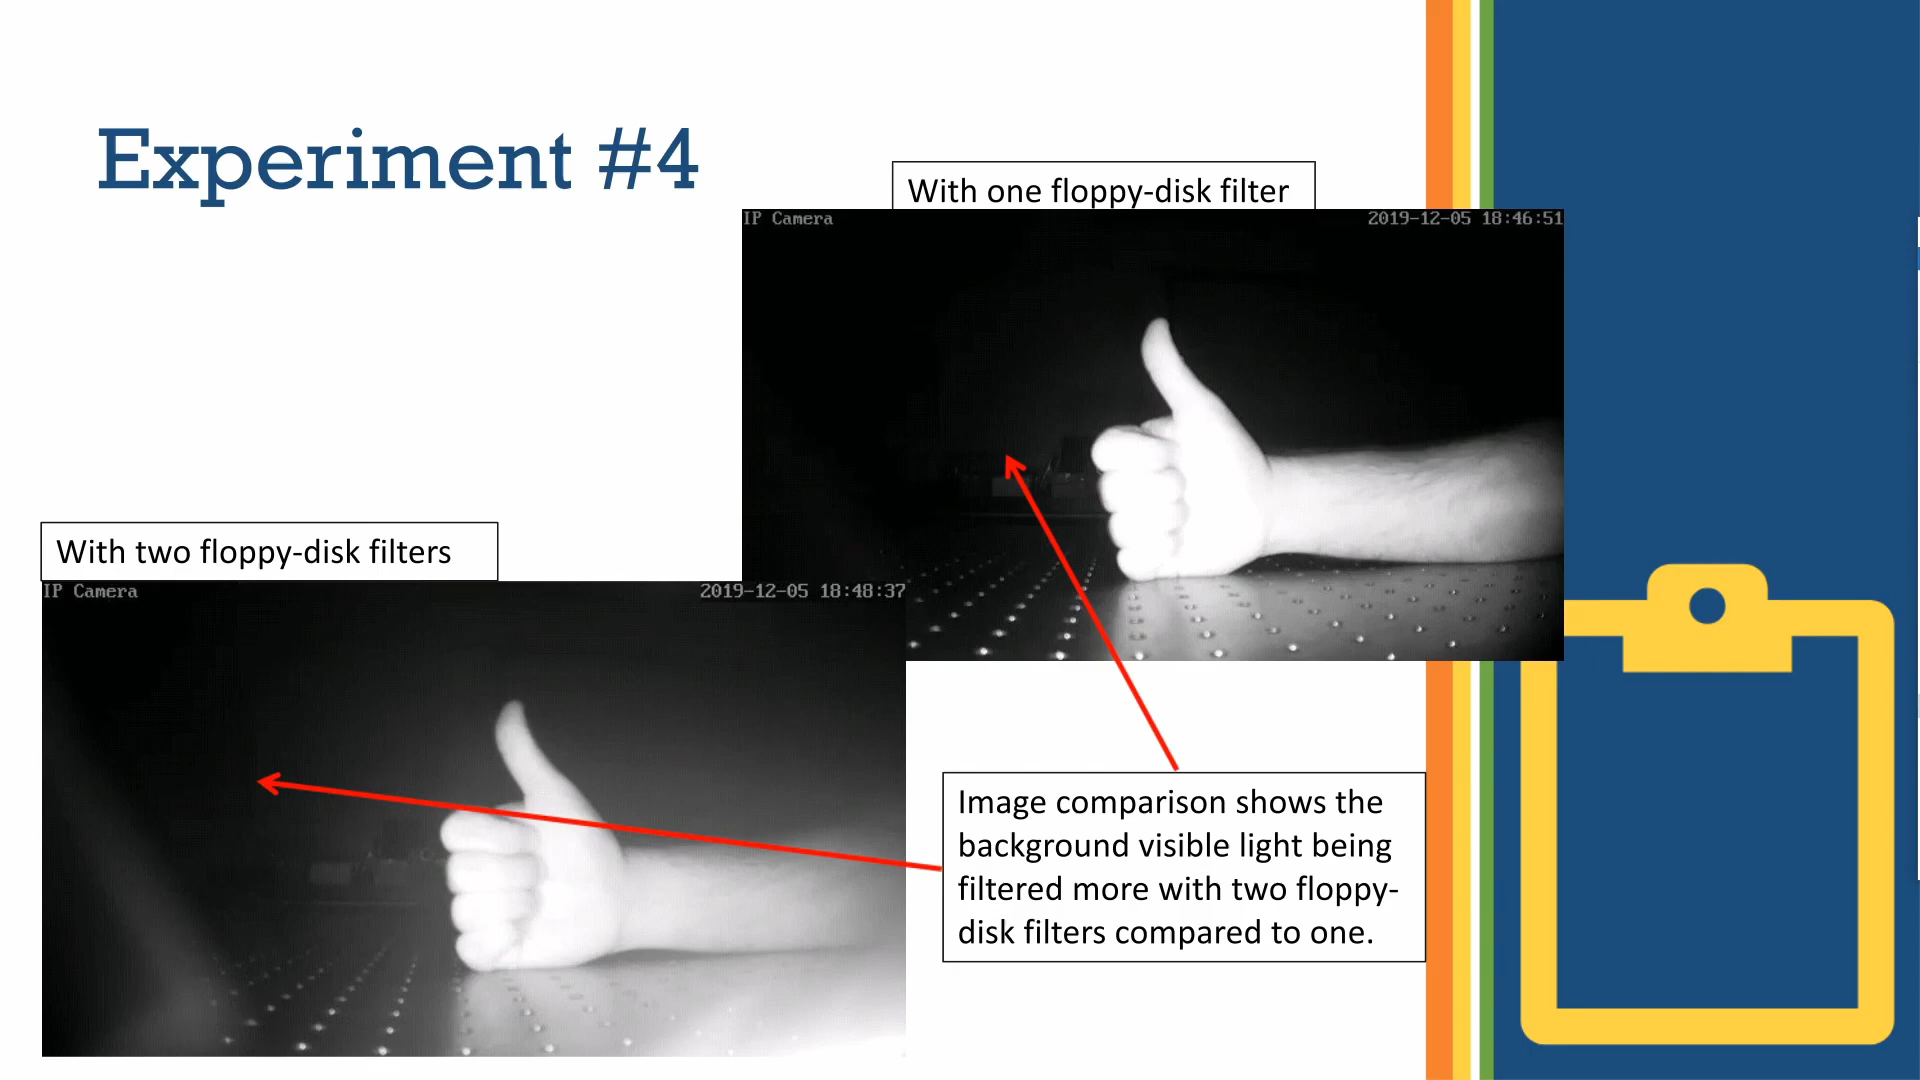 Experiment #4
With one floppy-disk filter
IP Camera
2019-12-05 18:46:51
With two floppy-disk filters
IP Camera
2019-12-05 18:48:37
Image comparison shows the
background visible light being
filtered more with two floppy-
disk filters compared to one.